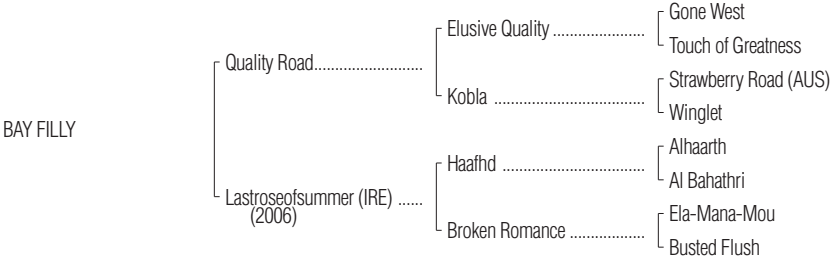 Gone West
Elusive Quality ......................
Touch of Greatness
Quality Road..........................
Strawberry Road (AUS)
Kobla ....................................
Winglet
BAY FILLY
Alhaarth
Haafhd ..................................
Al Bahathri
Lastroseofsummer (IRE) ......
(2006)
Ela-Mana-Mou
Broken Romance ..................
Busted Flush